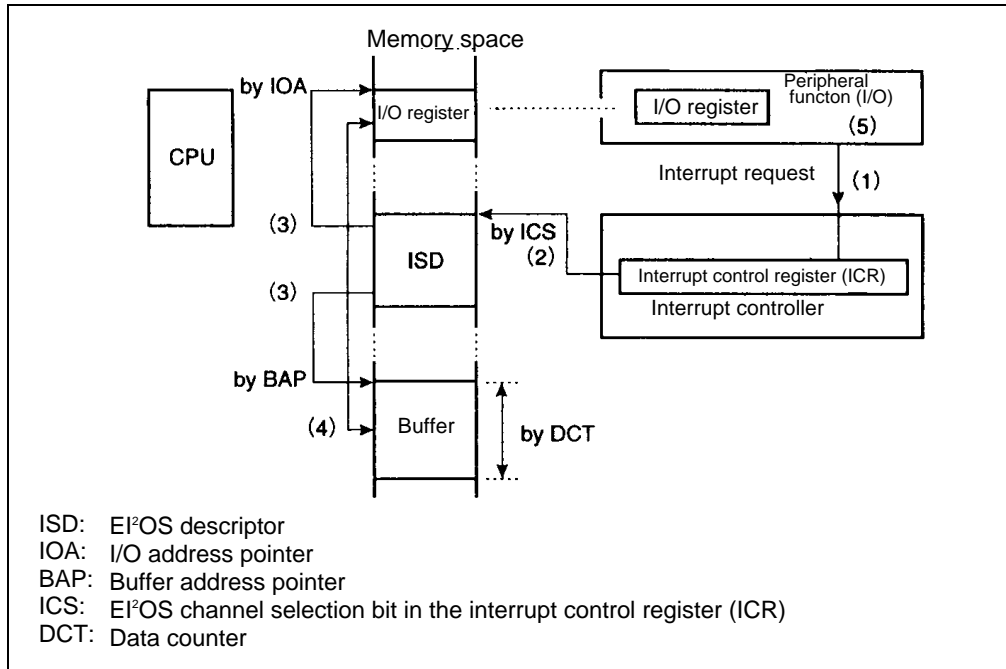 Memory space
by IOA
Peripheral
functon (I/O)
I/O register
I/O register
(5)
CPU
Interrupt request
(1)
(3)
by ICS
(2)
ISD
Interrupt control register (ICR)
(3)
Interrupt controller
by BAP
(4)
Buffer
by DCT
ISD: EI²OS descriptor
IOA: I/O address pointer
BAP: Buffer address pointer
ICS: EI²OS channel selection bit in the interrupt control register (ICR)
DCT: Data counter